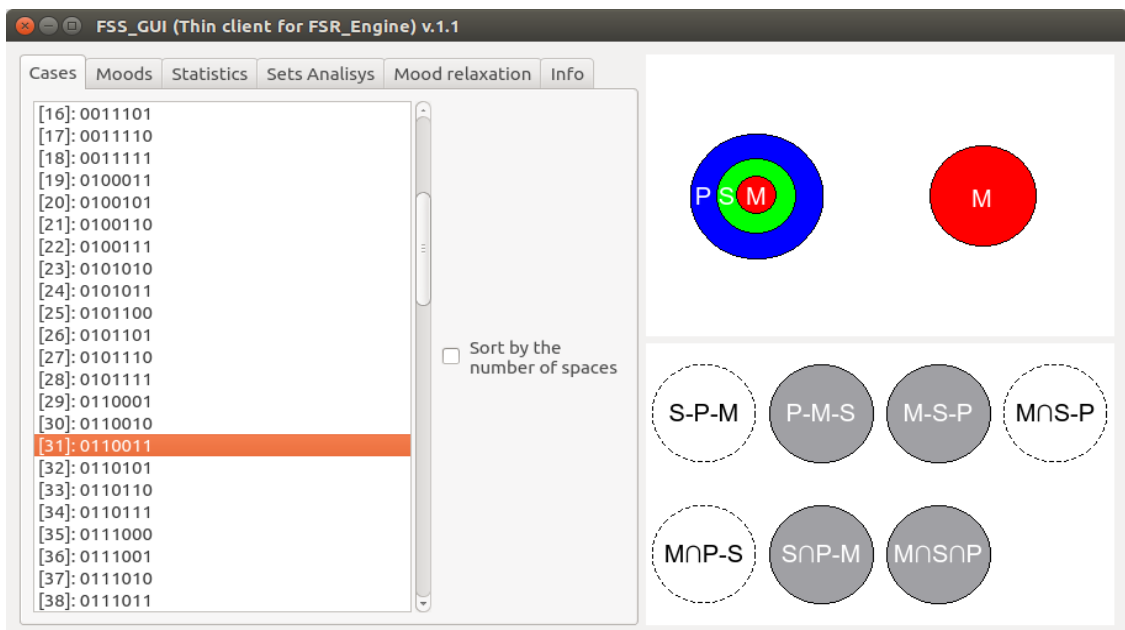 FSS_GUI (Thin client for FSR_Engine) v.1.1
Cases Moods Statistics Sets Analisys Mood relaxation Info
[16]: 0011101
[17]: 0011110
[18]: 0011111
[19]: 0100011
[20]: 0100101
[21]: 0100110
[22]: 0100111
[23]: 0101010
[24]: 0101011
[25]: 0101100
[26]: 0101101
[27]: 0101110
[28]: 0101111
[29]: 0110001
[30]: 0110010
[31]: 0110011
[32]: 0110101
[33]: 0110110
[34]: 0110111
[35]: 0111000
[36]: 0111001
[37]: 0111010
[38]: 0111011
Sort by the
number of spaces
P S M
M
S-P-M P-M-S M-S-P M∩S-P
M∩P-S S∩P-M M∩S∩P